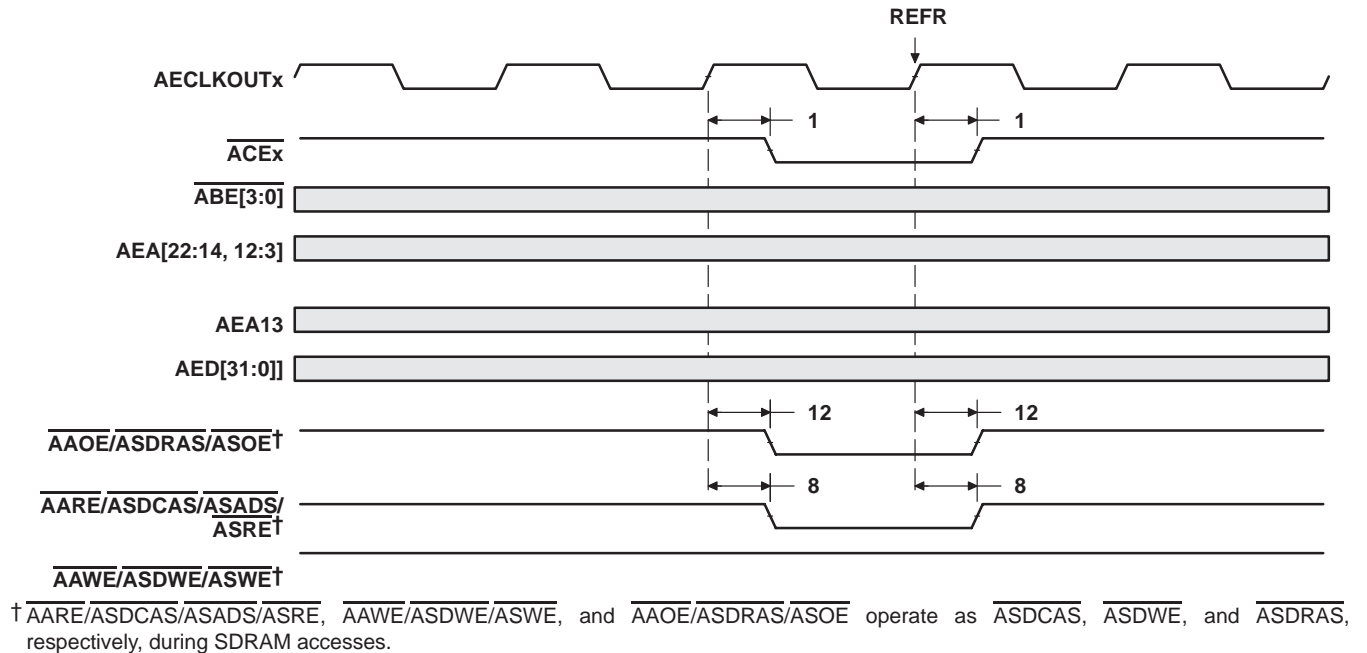 REFR
AECLKOUTx
1 1
ACEx
ABE[3:0]
AEA[22:14, 12:3]
AEA13
AED[31:0]]
12 12
AAOE/ASDRAS/ASOE†
8 8
AARE/ASDCAS/ASADS/
ASRE†
AAWE/ASDWE/ASWE†
† AARE/ASDCAS/ASADS/ASRE, AAWE/ASDWE/ASWE, and AAOE/ASDRAS/ASOE operate as ASDCAS, ASDWE, and ASDRAS,
respectively, during SDRAM accesses.